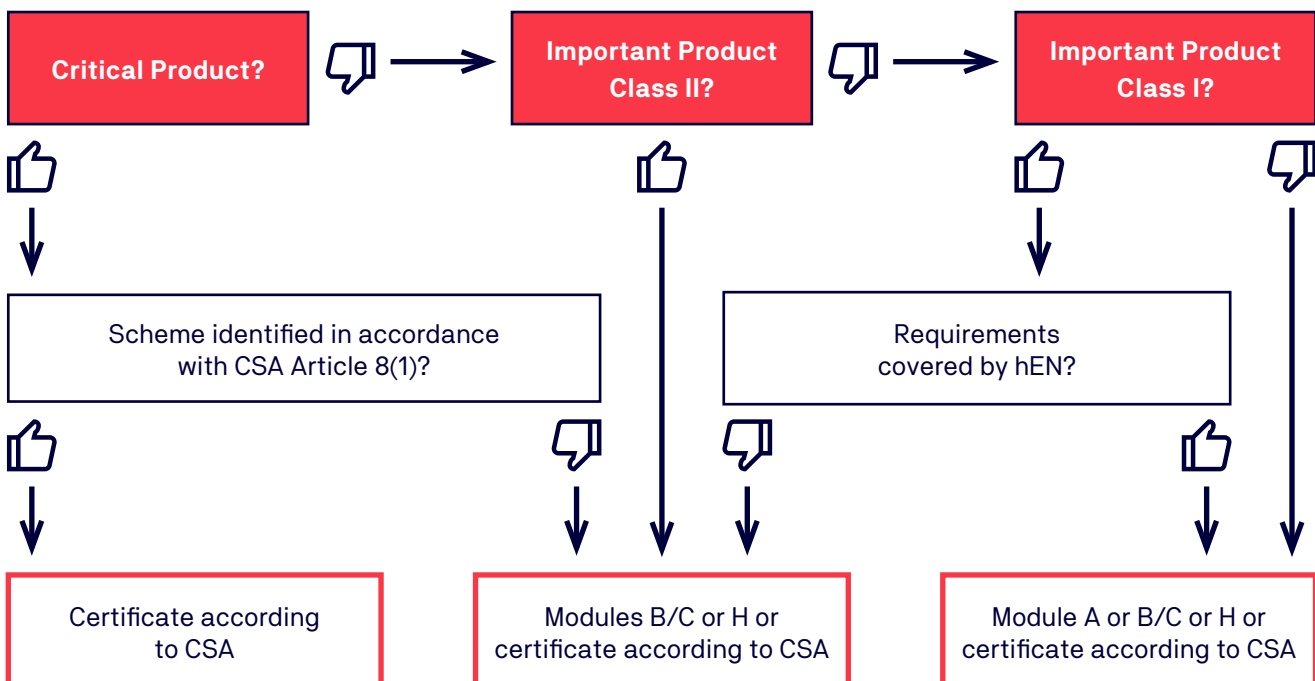 Critical Product?
Important Product
Class II?
Important Product
Class I?
Scheme identified in accordance
with CSA Article 8(1)?
Requirements
covered by hEN?
Certificate according
to CSA
Modules B/C or H or
certificate according to CSA
Module A or B/C or H or
certificate according to CSA